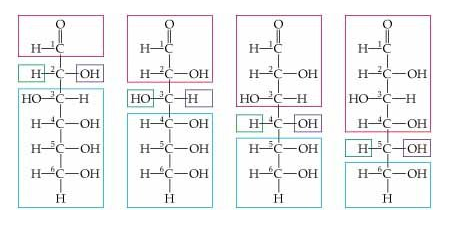 O O O O
H—¹C H—¹C H—¹C H—¹C
H—²C—OH H—²C—OH H—²C—OH H—²C—OH
HO—³C—H HO—³C—H HO—³C—H HO—³C—H
H—⁴C—OH H—⁴C—OH H—⁴C—OH H—⁴C—OH
H—⁵C—OH H—⁵C—OH H—⁵C—OH H—⁵C—OH
H—⁶C—OH H—⁶C—OH H—⁶C—OH H—⁶C—OH
H H H H